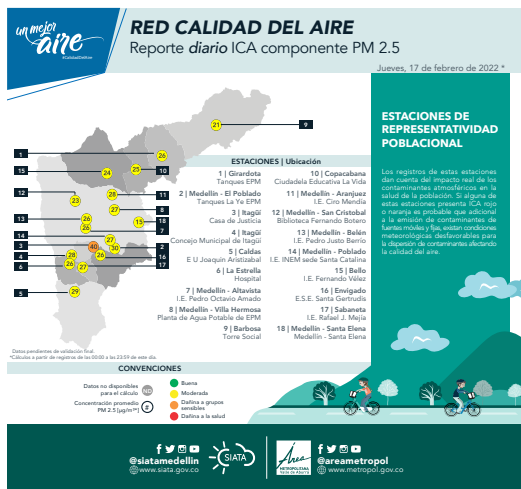 un mejor
aire
#CalidadDelAire
RED CALIDAD DEL AIRE
Reporte diario ICA componente PM 2.5
Jueves, 17 de febrero de 2022 *
ESTACIONES DE
REPRESENTATIVIDAD
POBLACIONAL
Los registros de estas estaciones
dan cuenta del impacto real de los
contaminantes atmosféricos en la
salud de la población. Si alguna de
estas estaciones presenta ICA rojo
o naranja es probable que adicional
a la emisión de contaminantes de
fuentes móviles y fijas, existan condiciones
meteorológicas desfavorables para
la dispersión de contaminantes afectando
la calidad del aire.
21
9
1
26
15
24
25
10
12
23
28
11
27
8
13
26
26
15
18
7
14
27
3
40
30
2
4
28
16
6
26
27
17
5
29
ESTACIONES | Ubicación
1 | Girardota
Tanques EPM
2 | Medellín - El Poblado
Tanques La Ye EPM
3 | Itagüí
Casa de Justicia
4 | Itagüí
Concejo Municipal de Itagüí
5 | Caldas
E U Joaquín Aristizabal
6 | La Estrella
Hospital
7 | Medellín - Altavista
I.E. Pedro Octavio Amado
8 | Medellín - Villa Hermosa
Planta de Agua Potable de EPM
9 | Barbosa
Torre Social
10 | Copacabana
Ciudadela Educativa La Vida
11 | Medellín - Aranjuez
I.E. Ciro Mendía
12 | Medellín - San Cristobal
Biblioteca Fernando Botero
13 | Medellín - Belén
I.E. Pedro Justo Berrío
14 | Medellín - Poblado
I.E. INEM sede Santa Catalina
15 | Bello
I.E. Fernando Vélez
16 | Envigado
E.S.E. Santa Gertrudis
17 | Sabaneta
I.E. Rafael J. Mejía
18 | Medellín - Santa Elena
Medellín - Santa Elena
Datos pendientes de validación final.
*Cálculos a partir de registros de las 00:00 a las 23:59 de este día.
CONVENCIONES
Datos no disponibles
para el cálculo
ND
Concentración promedio
PM 2.5 [µg/m³]
#
Buena
Moderada
Dañina a grupos
sensibles
Dañina a la salud
@siatamedellin
www.siata.gov.co
SIATA
Área
METROPOLITANA
Valle de Aburrá
@areametropol
www.metropol.gov.co